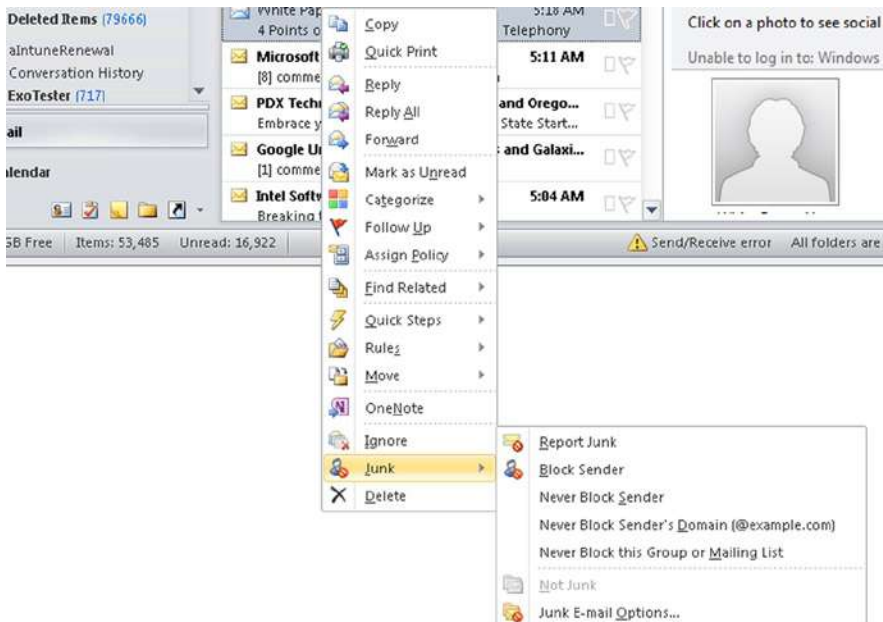 Deleted Items (79666)
aIntuneRenewal
Conversation History
ExoTester (717)
ail
alendar
GB Free Items: 53,485 Unread: 16,922
White Pap 5:18 AM
4 Points o Telephony
Microsoft 5:11 AM
[8] comme
PDX Techn and Orego...
Embrace y State Start...
Google Un and Galaxi...
[1] comme
Intel Softw 5:04 AM
Breaking
Click on a photo to see social
Unable to log in to: Windows
Send/Receive error All folders are
Copy
Quick Print
Reply
Reply All
Forward
Mark as Unread
Categorize
Follow Up
Assign Policy
Find Related
Quick Steps
Rules
Move
OneNote
Ignore
Junk
Delete
Report Junk
Block Sender
Never Block Sender
Never Block Sender's Domain (@example.com)
Never Block this Group or Mailing List
Not Junk
Junk E-mail Options...